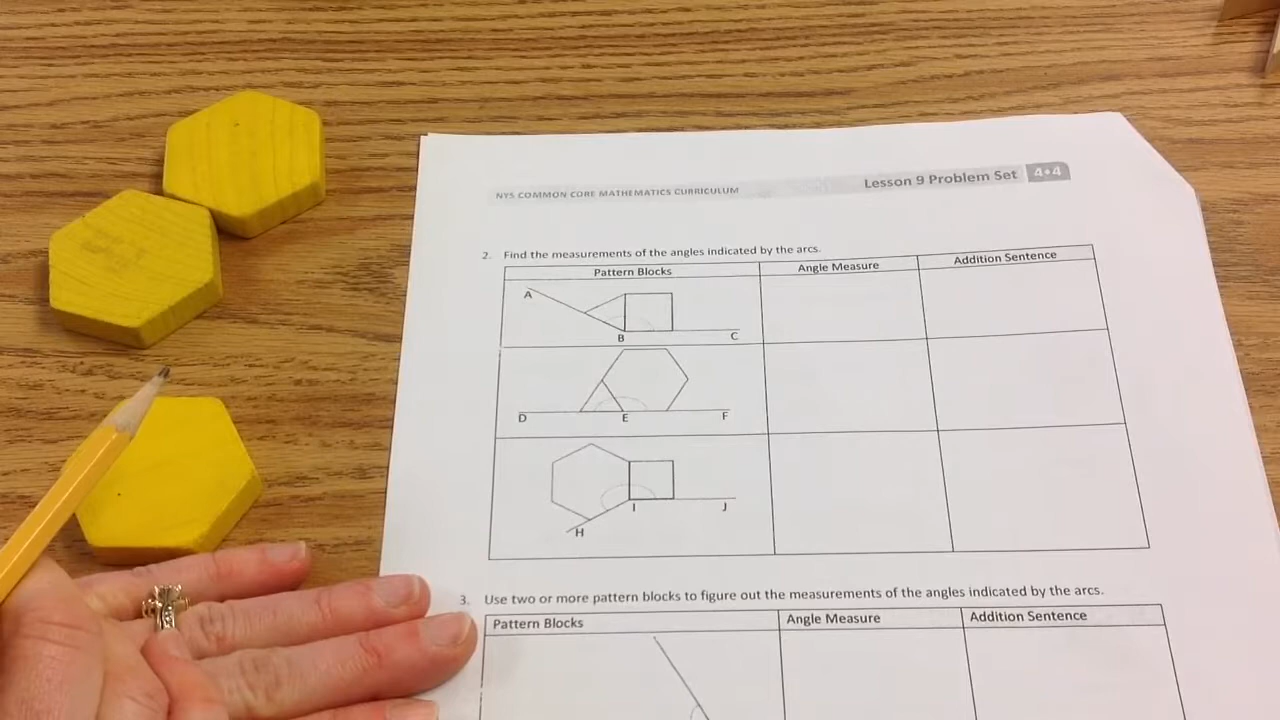 NYS COMMON CORE MATHEMATICS CURRICULUM
Lesson 9 Problem Set 4•4
2. Find the measurements of the angles indicated by the arcs.
Pattern Blocks Angle Measure Addition Sentence
A
B C
D E F
I J
H
3. Use two or more pattern blocks to figure out the measurements of the angles indicated by the arcs.
Pattern Blocks Angle Measure Addition Sentence